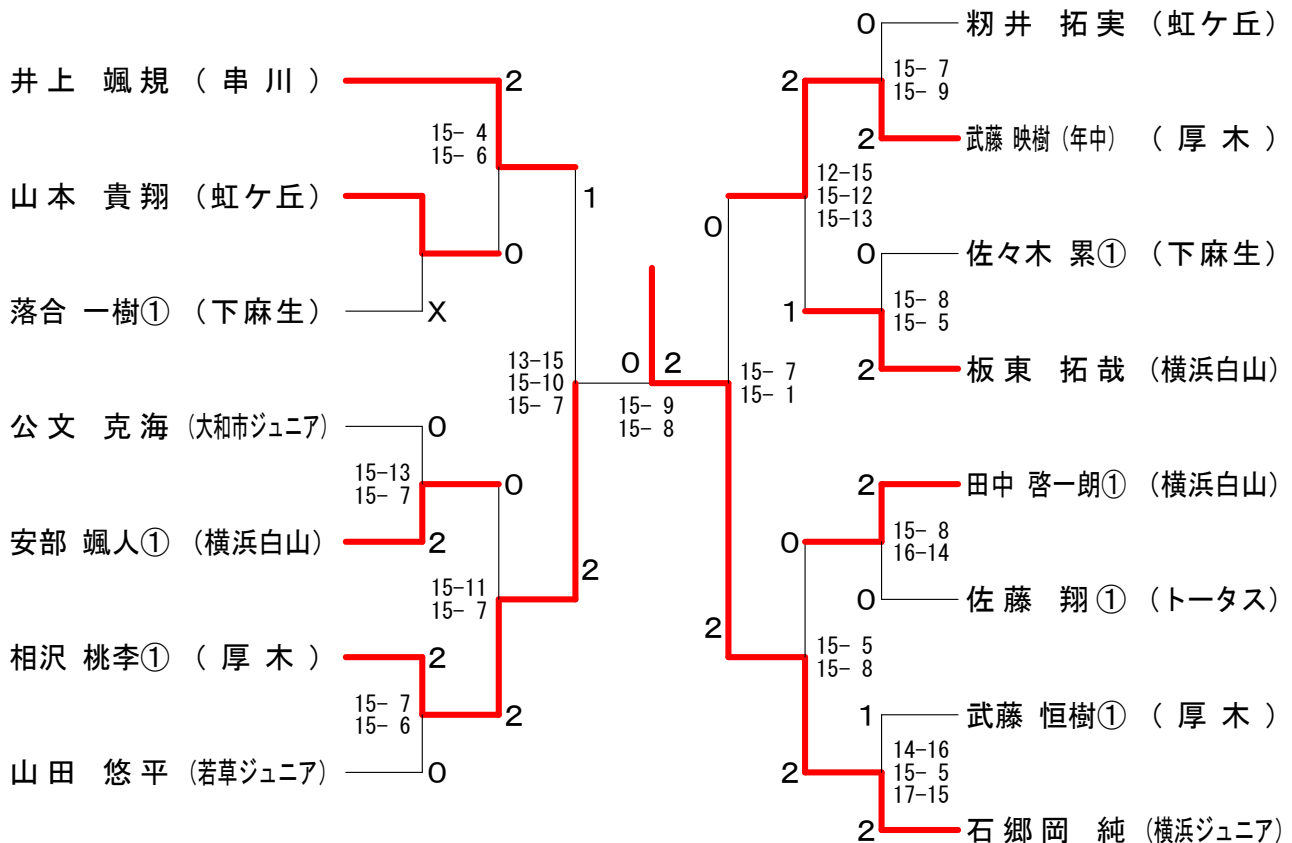 井上 颯規 (串川)
2
15- 4
15- 6
山本 貴翔 (虹ケ丘)
0
1
落合 一樹① (下麻生)
X
13-15
15-10
15- 7
公文 克海 (大和市ジュニア)
0
15-13
15- 7
0
安部 颯人① (横浜白山)
2
15-11
15- 7
2
相沢 桃李① (厚木)
2
15- 7
15- 6
2
山田 悠平 (若草ジュニア)
0
0 2
15- 9
15- 8
0 籾井 拓実 (虹ケ丘)
2
15- 7
15- 9
2 武藤 映樹 (年中) (厚木)
12-15
15-12
15-13
0
0 佐々木 累① (下麻生)
1
15- 8
15- 5
2 板東 拓哉 (横浜白山)
15- 7
15- 1
2 田中 啓一朗① (横浜白山)
0
15- 8
16-14
0 佐藤 翔① (トータス)
2
15- 5
15- 8
1 武藤 恒樹① (厚木)
2
14-16
15- 5
17-15
2 石郷岡 純 (横浜ジュニア)